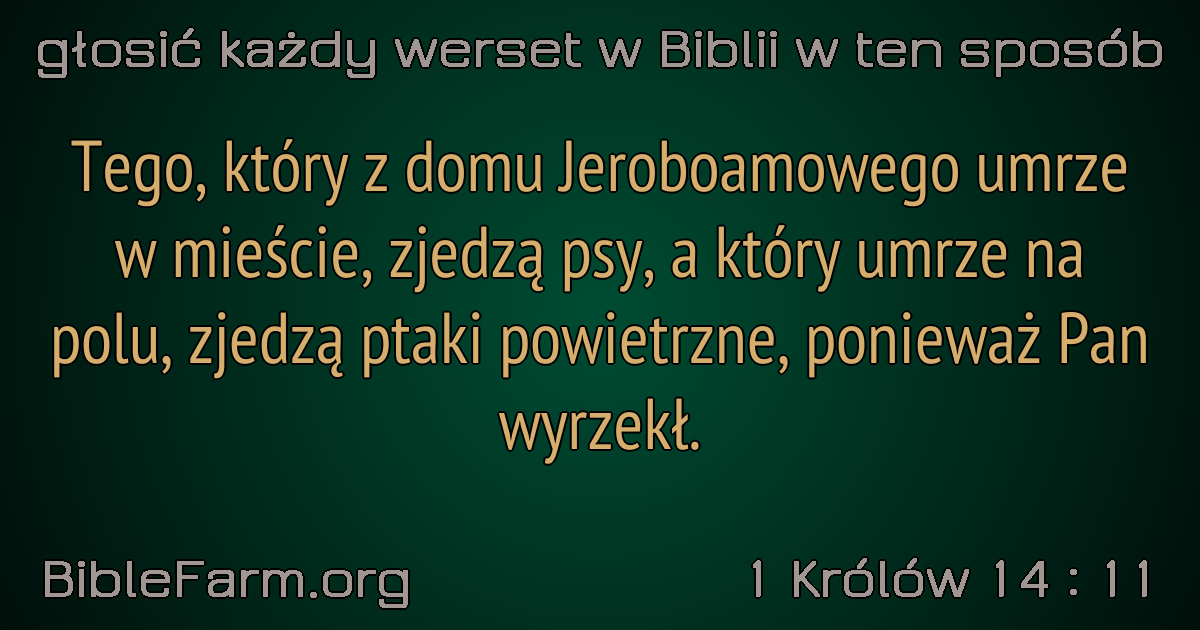 głosić każdy werset w Biblii w ten sposób
Tego, który z domu Jeroboamowego umrze
w mieście, zjedzą psy, a który umrze na
polu, zjedzą ptaki powietrzne, ponieważ Pan
wyrzekł.
BibleFarm.org
1 Królów 14 : 11